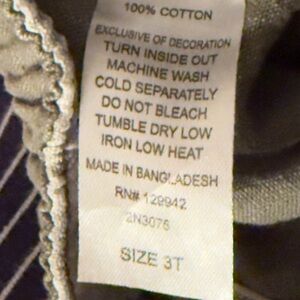 100% COTTON
EXCLUSIVE OF DECORATION
TURN INSIDE OUT
MACHINE WASH
COLD SEPARATELY
DO NOT BLEACH
TUMBLE DRY LOW
IRON LOW HEAT
MADE IN BANGLADESH
RN# 129942
2N3076
SIZE 3T